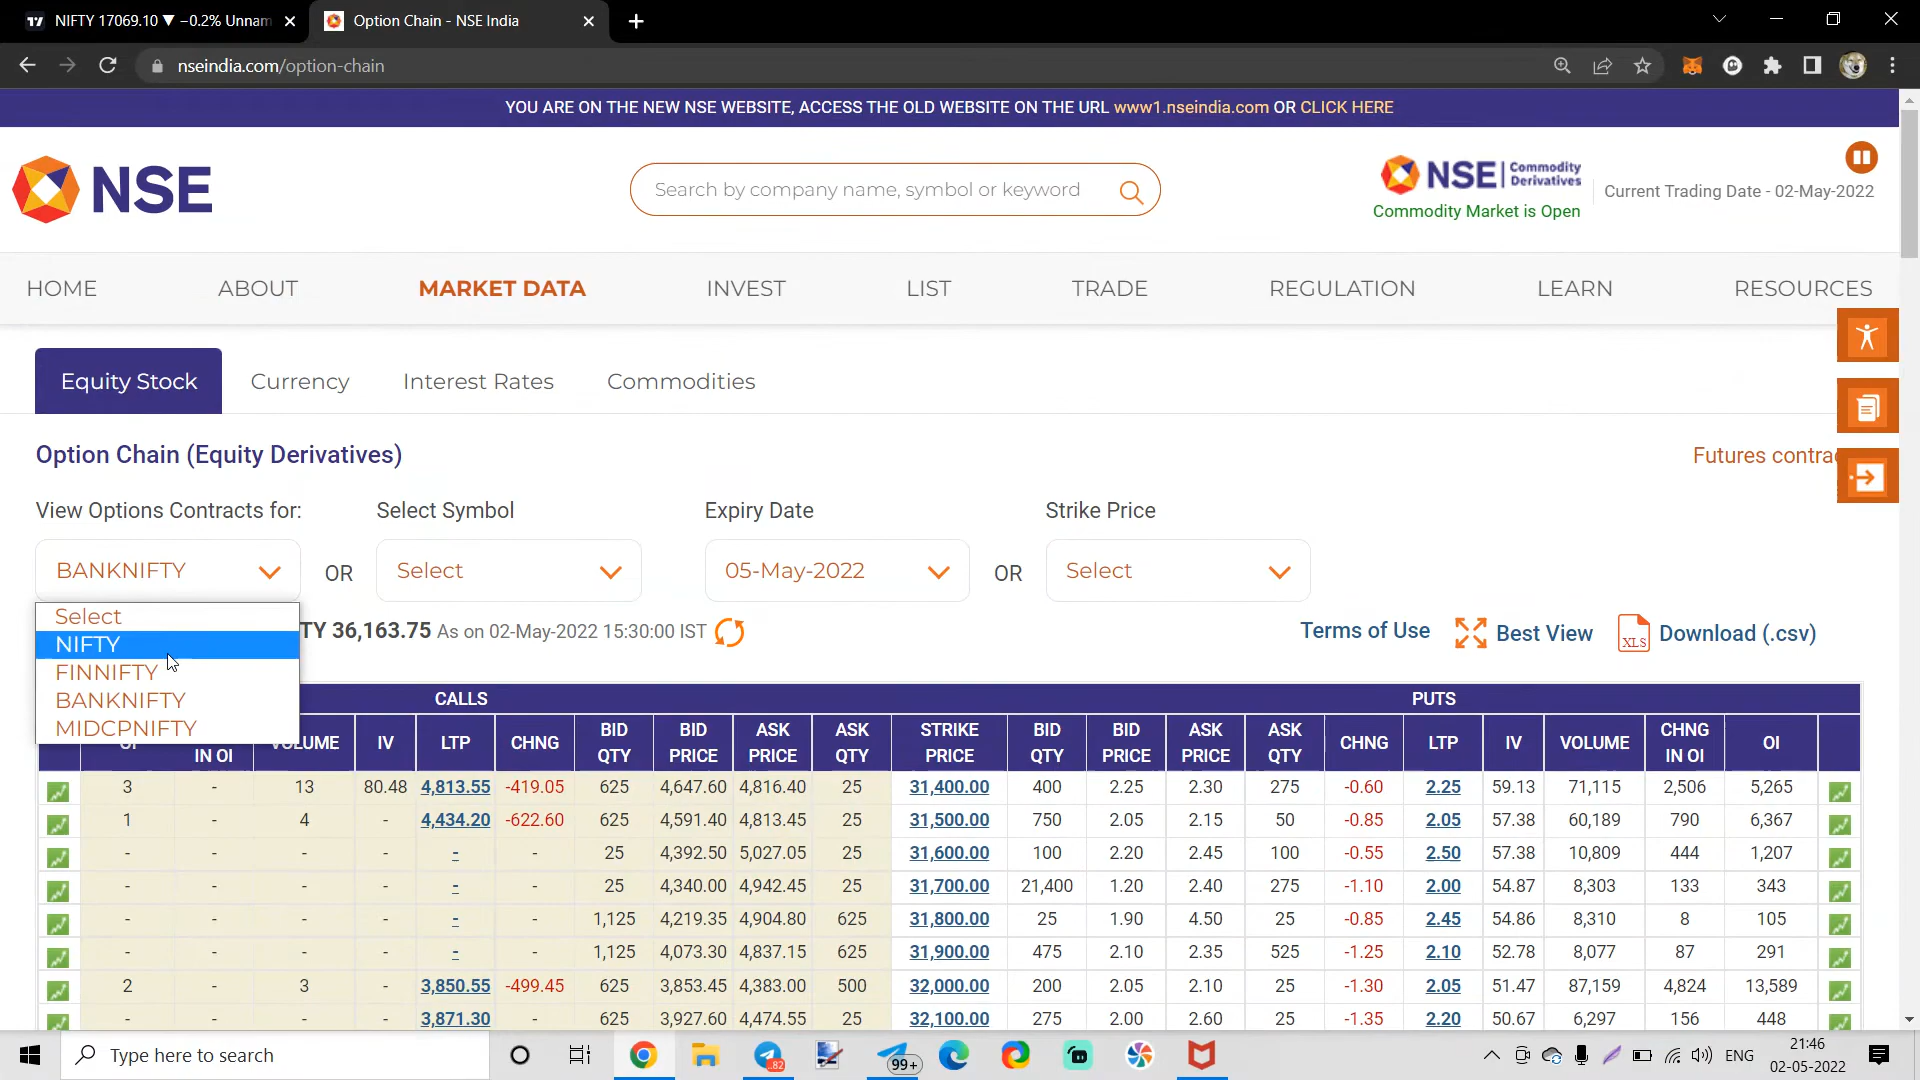 NIFTY 17069.10 ▼ −0.2% Unnam
Option Chain - NSE India
nseindia.com/option-chain
YOU ARE ON THE NEW NSE WEBSITE, ACCESS THE OLD WEBSITE ON THE URL www1.nseindia.com OR CLICK HERE
NSE
Search by company name, symbol or keyword
NSE Commodity Derivatives
Commodity Market is Open
Current Trading Date - 02-May-2022
HOME ABOUT MARKET DATA INVEST LIST TRADE REGULATION LEARN RESOURCES
Equity Stock Currency Interest Rates Commodities
Option Chain (Equity Derivatives)
Futures contra
View Options Contracts for: Select Symbol Expiry Date Strike Price
BANKNIFTY OR Select 05-May-2022 OR Select
Select
NIFTY
FINNIFTY
BANKNIFTY
MIDCPNIFTY
TY 36,163.75 As on 02-May-2022 15:30:00 IST
Terms of Use Best View XLS Download (.csv)
CALLS PUTS
IN OI VOLUME IV LTP CHNG BID QTY BID PRICE ASK PRICE ASK QTY STRIKE PRICE BID QTY BID PRICE ASK PRICE ASK QTY CHNG LTP IV VOLUME CHNG IN OI OI
3 - 13 80.48 4,813.55 -419.05 625 4,647.60 4,816.40 25 31,400.00 400 2.25 2.30 275 -0.60 2.25 59.13 71,115 2,506 5,265
1 - 4 - 4,434.20 -622.60 625 4,591.40 4,813.45 25 31,500.00 750 2.05 2.15 50 -0.85 2.05 57.38 60,189 790 6,367
- - - - - - 25 4,392.50 5,027.05 25 31,600.00 100 2.20 2.45 100 -0.55 2.50 57.38 10,809 444 1,207
- - - - - - 25 4,340.00 4,942.45 25 31,700.00 21,400 1.20 2.40 275 -1.10 2.00 54.87 8,303 133 343
- - - - - - 1,125 4,219.35 4,904.80 625 31,800.00 25 1.90 4.50 25 -0.85 2.45 54.86 8,310 8 105
- - - - - - 1,125 4,073.30 4,837.15 625 31,900.00 475 2.10 2.35 525 -1.25 2.10 52.78 8,077 87 291
2 - 3 - 3,850.55 -499.45 625 3,853.45 4,383.00 500 32,000.00 200 2.05 2.10 25 -1.30 2.05 51.47 87,159 4,824 13,589
- - - - 3,871.30 - 625 3,927.60 4,474.55 25 32,100.00 275 2.00 2.60 25 -1.35 2.20 50.67 6,297 156 448
Type here to search
82
99+
ENG
21:46
02-05-2022